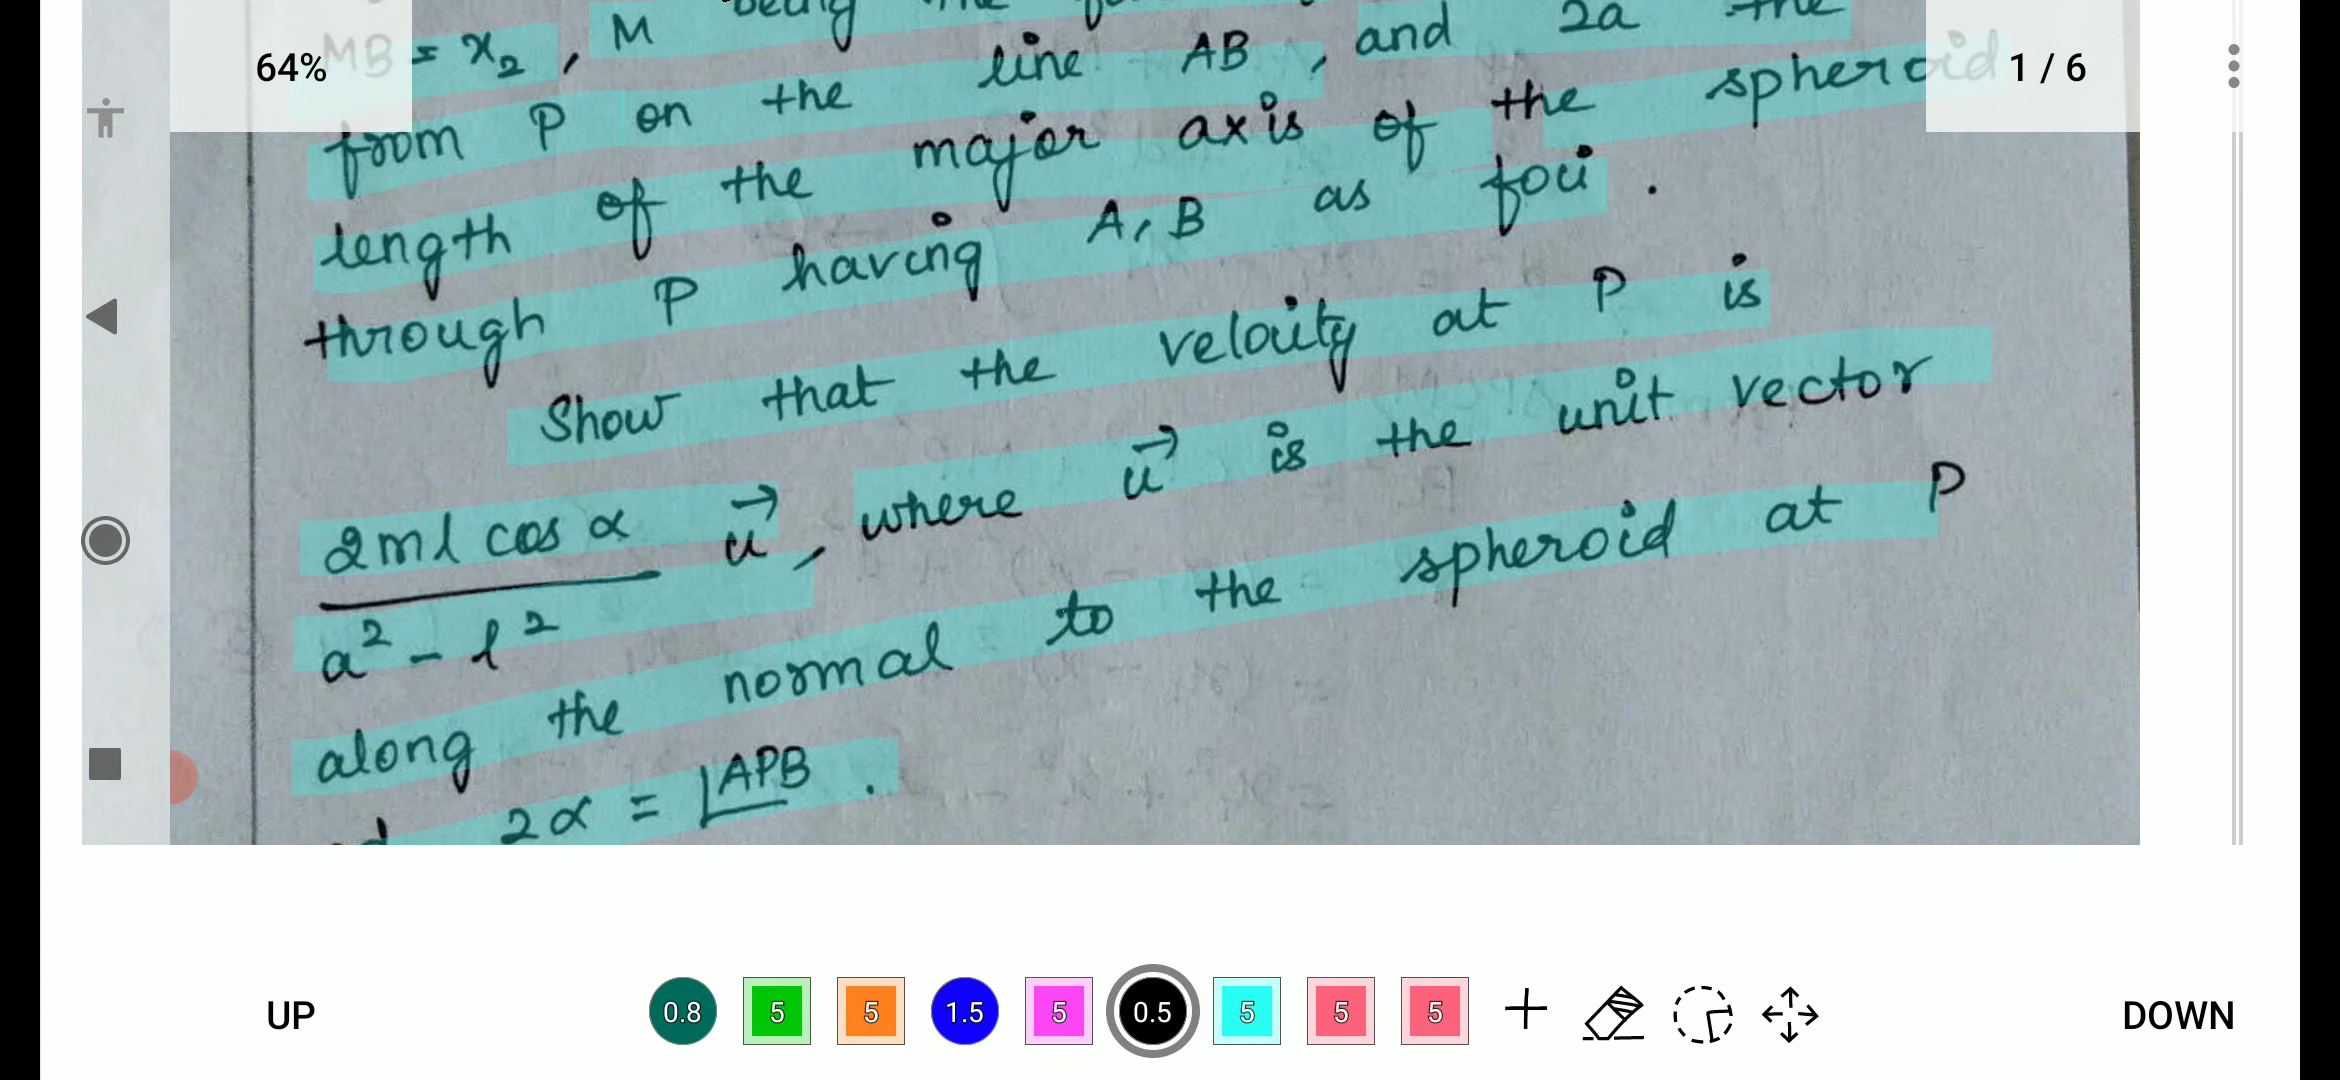 64%
1 / 6
MB = x₂, M being the
from P on the line AB, and 2a the
length of the major axis of the spheroid
through P having A, B as foci.
Show that the velocity at P is
2ml cos α / a² - l² u⃗, where u⃗ is the unit vector
along the normal to the spheroid at P
2α = ∠APB.
UP 0.8 5 5 1.5 5 0.5 5 5 5 DOWN